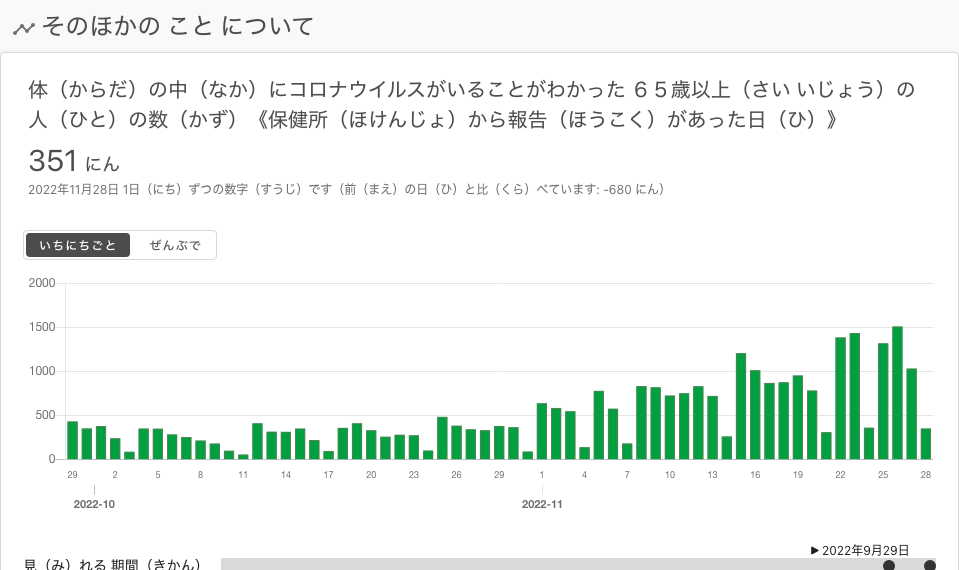 そのほかの こと について
体（からだ）の中（なか）にコロナウイルスがいることがわかった ６５歳以上（さい いじょう）の
人（ひと）の数（かず）《保健所（ほけんじょ）から報告（ほうこく）があった日（ひ）》
351 にん
2022年11月28日 1日（にち）ずつの数字（すうじ）です（前（まえ）の日（ひ）と比（くら）べています: -680 にん）
いちにちごと ぜんぶで
2000
1500
1000
500
0
29 2 5 8 11 14 17 20 23 26 29 1 4 7 10 13 16 19 22 25 28
2022-10 2022-11
▶ 2022年9月29日
見（み）れる 期間（きかん）